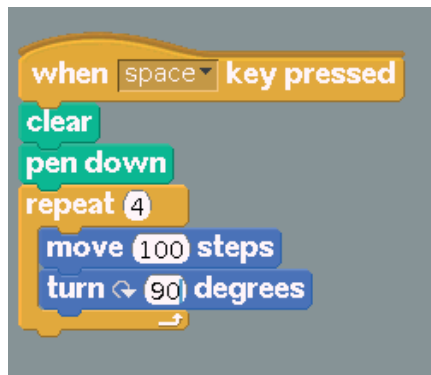 when space key pressed
clear
pen down
repeat 4
move 100 steps
turn 90 degrees